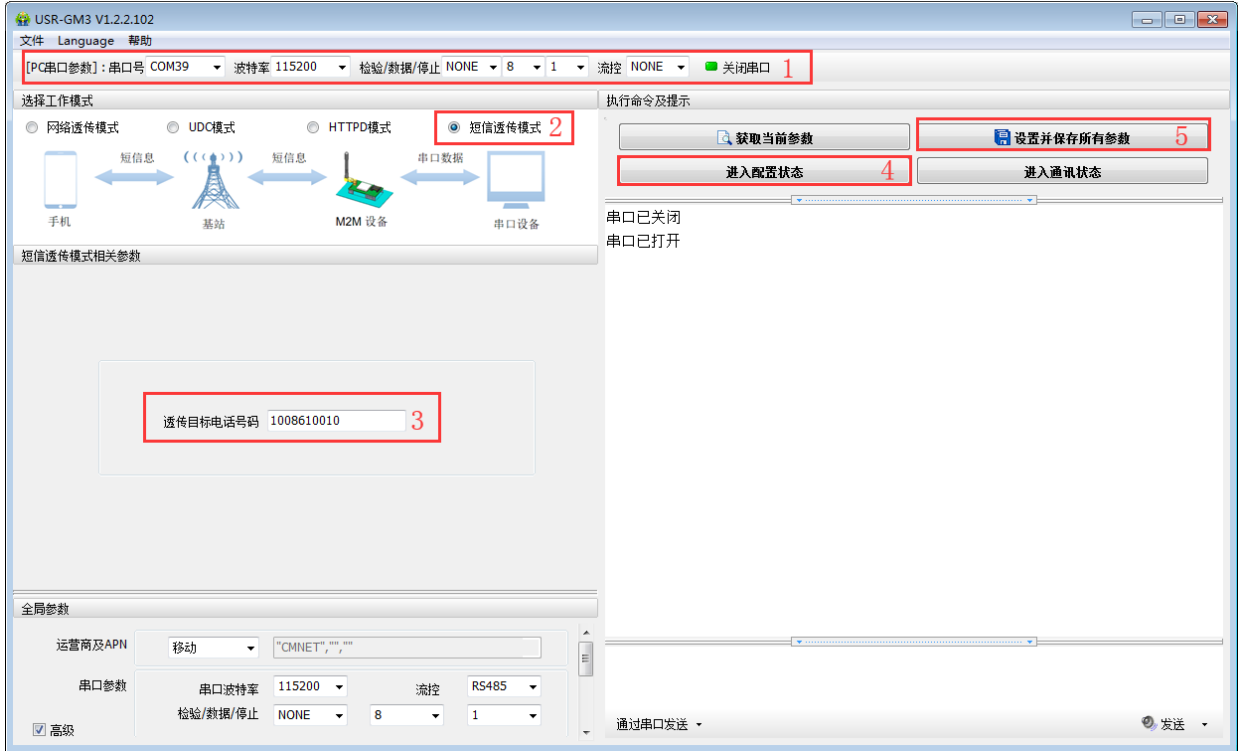 USR-GM3 V1.2.2.102
文件 Language 帮助
[PC串口参数]：串口号 COM39 波特率 115200 检验/数据/停止 NONE 8 1 流控 NONE 关闭串口 1
选择工作模式
网络透传模式 UDC模式 HTTPD模式 短信透传模式 2
短信息 短信息 串口数据
手机 基站 M2M 设备 串口设备
短信透传模式相关参数
透传目标电话号码 1008610010 3
全局参数
运营商及APN 移动 "CMNET","",""
串口参数 串口波特率 115200 流控 RS485
检验/数据/停止 NONE 8 1
高级
执行命令及提示
获取当前参数 设置并保存所有参数 5
进入配置状态 4 进入通讯状态
串口已关闭
串口已打开
通过串口发送 发送